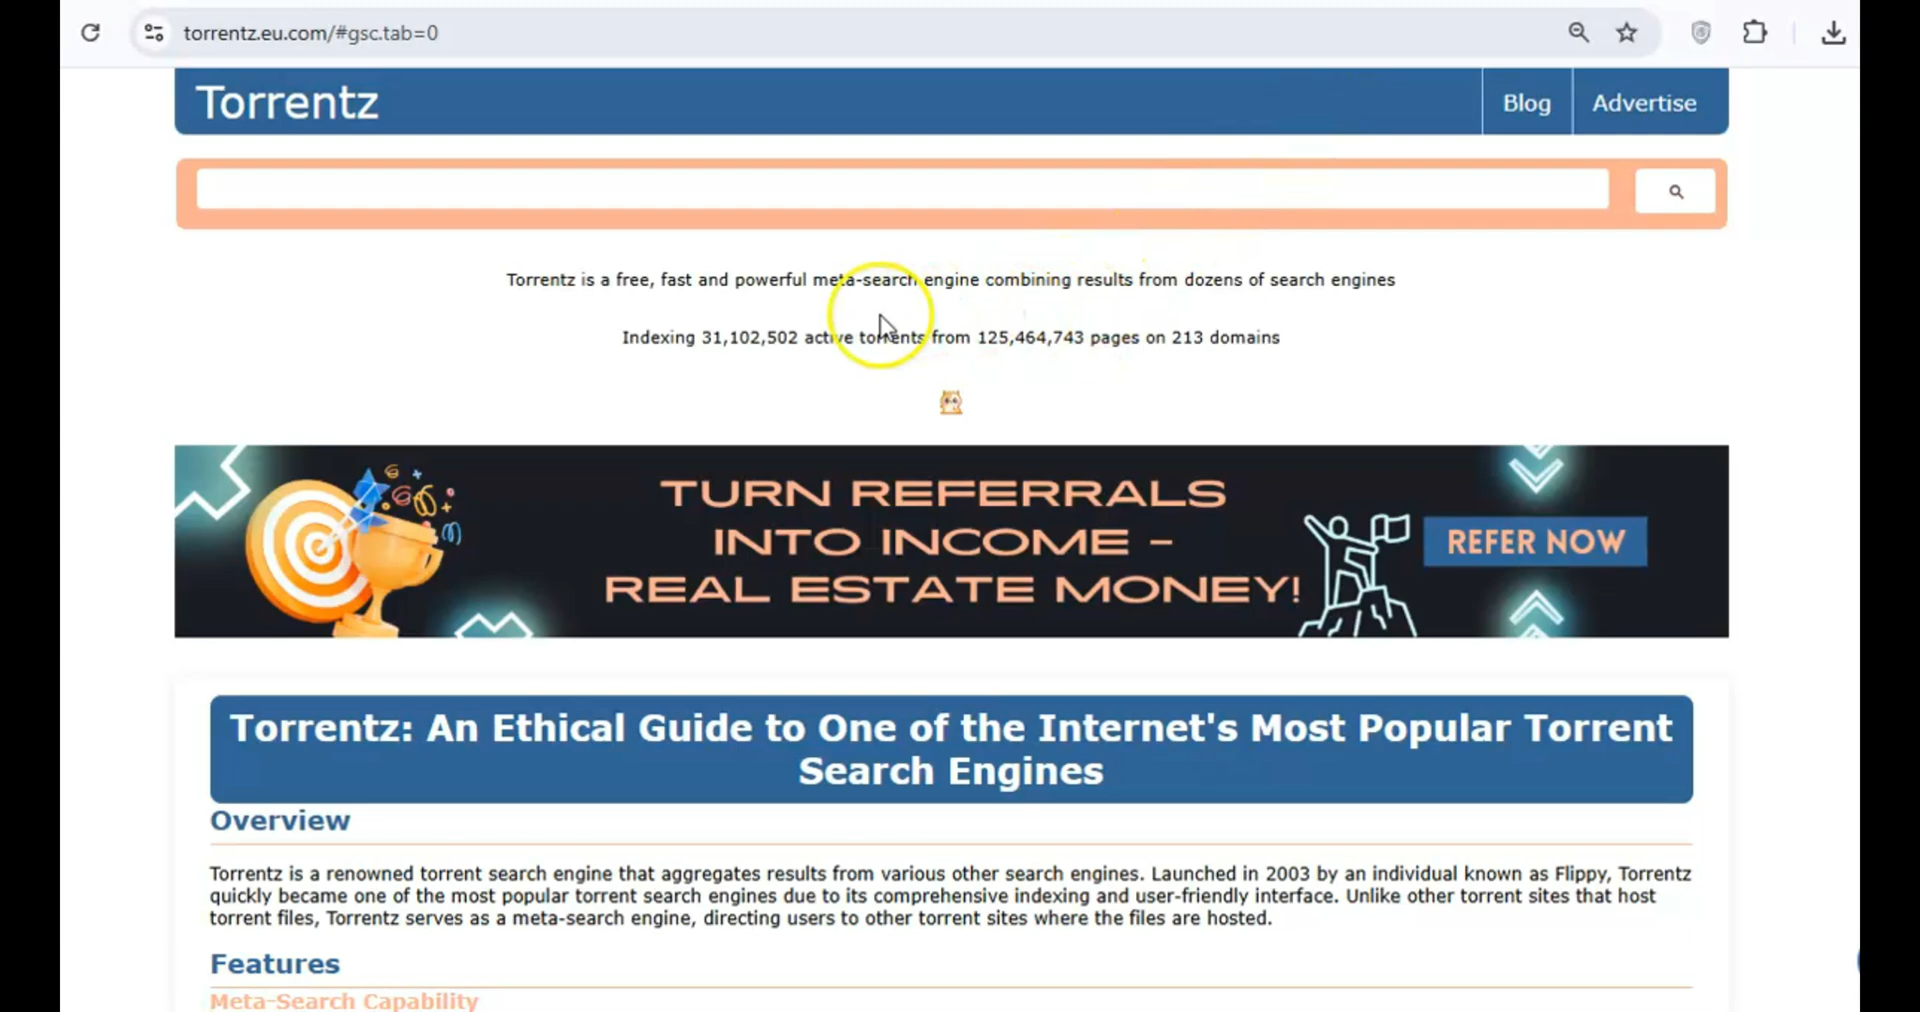 torrentz.eu.com/#gsc.tab=0
Torrentz
Blog
Advertise
Torrentz is a free, fast and powerful meta-search engine combining results from dozens of search engines
Indexing 31,102,502 active torrents from 125,464,743 pages on 213 domains
TURN REFERRALS
INTO INCOME –
REAL ESTATE MONEY!
REFER NOW
Torrentz: An Ethical Guide to One of the Internet's Most Popular Torrent
Search Engines
Overview
Torrentz is a renowned torrent search engine that aggregates results from various other search engines. Launched in 2003 by an individual known as Flippy, Torrentz
quickly became one of the most popular torrent search engines due to its comprehensive indexing and user-friendly interface. Unlike other torrent sites that host
torrent files, Torrentz serves as a meta-search engine, directing users to other torrent sites where the files are hosted.
Features
Meta-Search Capability